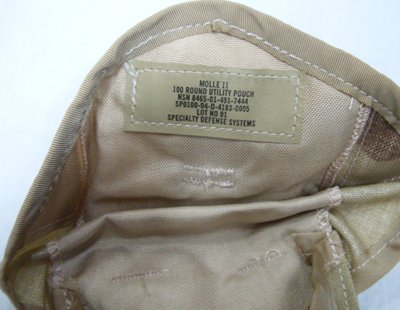 MOLLE II
100 ROUND UTILITY POUCH
NSN 8465-01-491-7444
SP0100-04-D-4183-0005
LOT NO 01
SPECIALTY DEFENSE SYSTEMS